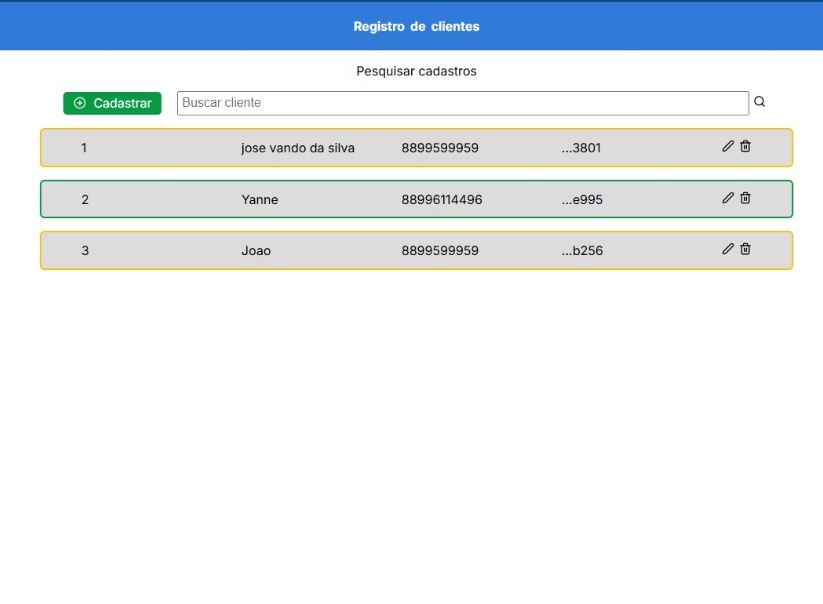 Registro de clientes
Pesquisar cadastros
Cadastrar Buscar cliente
1 jose vando da silva 8899599959 ...3801
2 Yanne 88996114496 ...e995
3 Joao 8899599959 ...b256